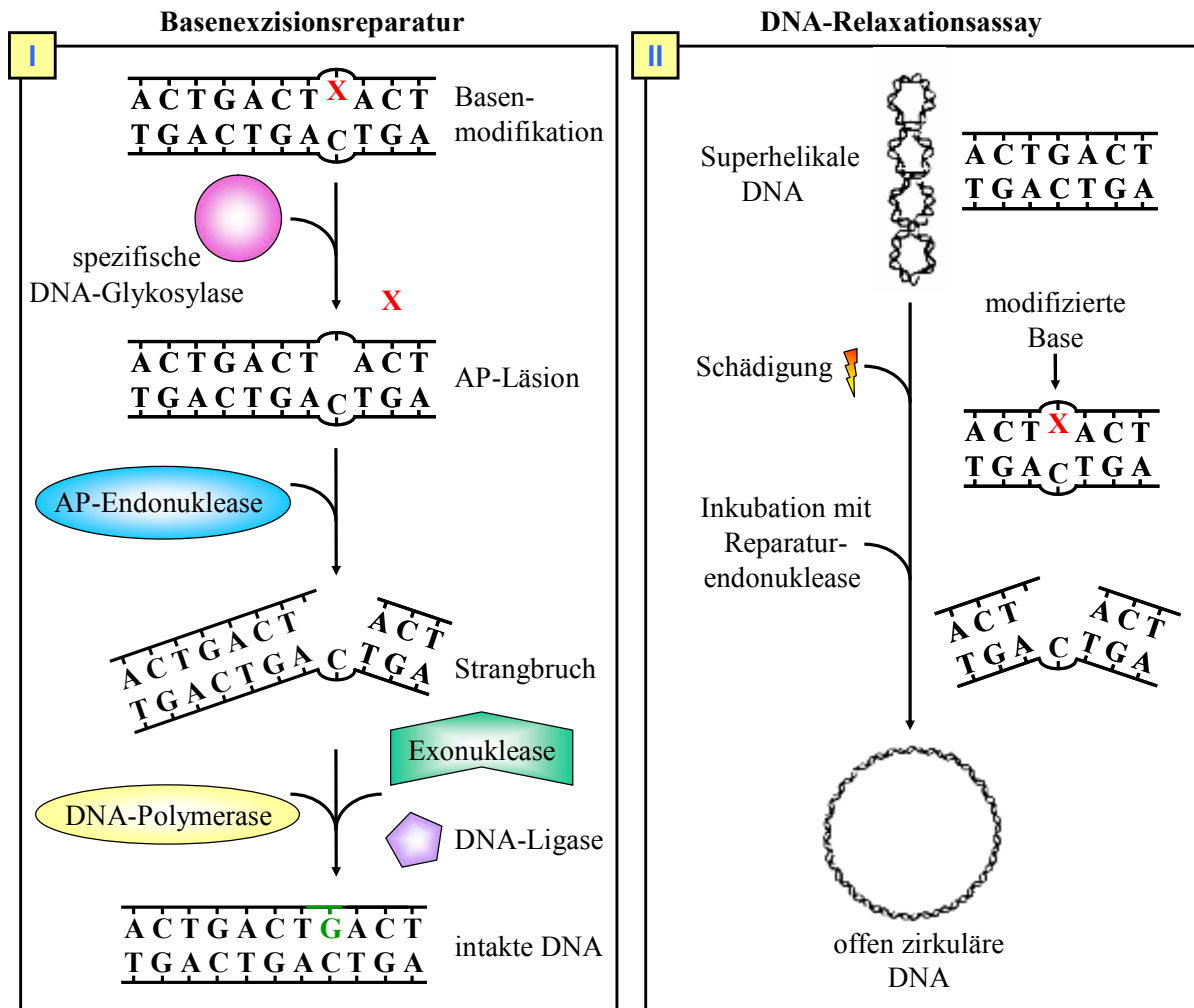 Basenexzisionsreparatur
I
A C T G A C T X A C T
T G A C T G A C T G A
Basen-
modifikation
spezifische
DNA-Glykosylase
X
A C T G A C T A C T
T G A C T G A C T G A
AP-Läsion
AP-Endonuklease
A C T G A C T A C T
T G A C T G A C T G A
Strangbruch
Exonuklease
DNA-Polymerase
DNA-Ligase
A C T G A C T G A C T
T G A C T G A C T G A
intakte DNA
DNA-Relaxationsassay
II
Superhelikale
DNA
A C T G A C T
T G A C T G A
modifizierte
Base
Schädigung
A C T X A C T
T G A C T G A
Inkubation mit
Reparatur-
endonuklease
A C T A C T
T G A C T G A
offen zirkuläre
DNA